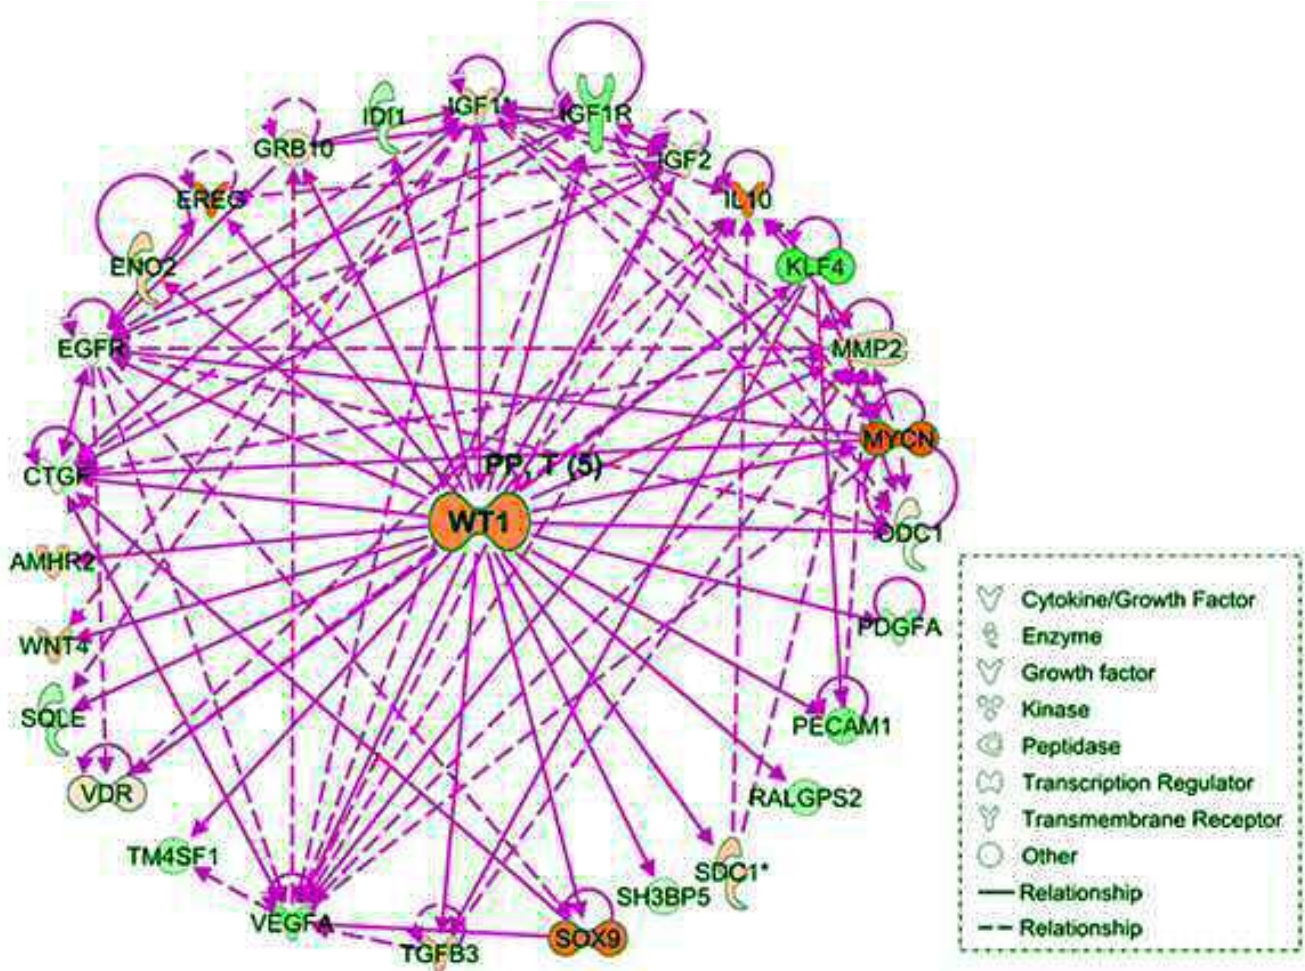 IGF1*
IGF1R
IDI1
GRB10
IGF2
EREG
IL10
ENO2
KLF4
EGFR
MMP2
MYCN
CTGF
PP, T (5)
WT1
ODC1
AMHR2
PDGFA
WNT4
SQLE
PECAM1
VDR
RALGPS2
TM4SF1
SDC1*
SH3BP5
VEGFA
TGFB3
SOX9
Cytokine/Growth Factor
Enzyme
Growth factor
Kinase
Peptidase
Transcription Regulator
Transmembrane Receptor
Other
Relationship
Relationship